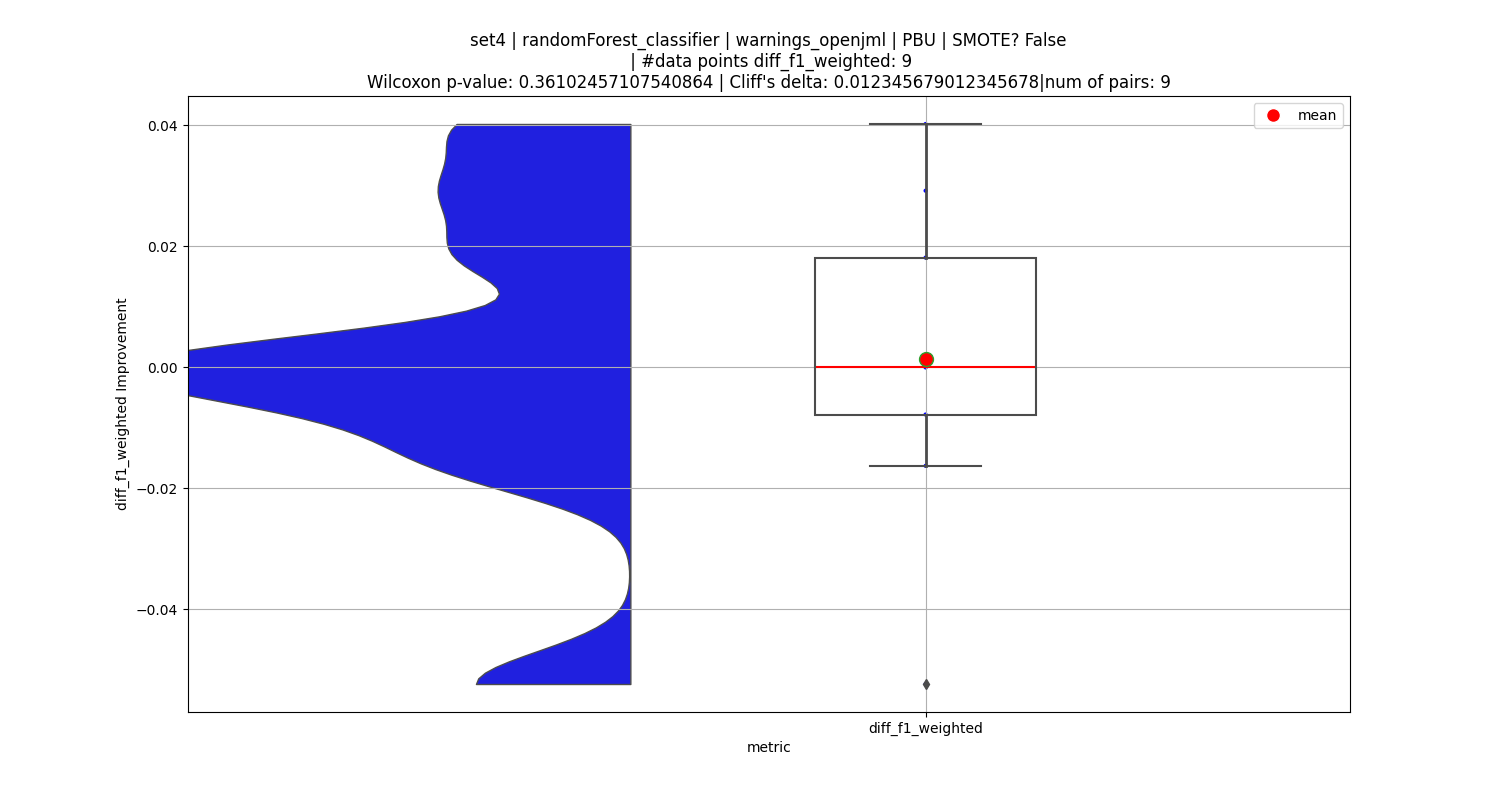 set4 | randomForest_classifier | warnings_openjml | PBU | SMOTE? False
| #data points diff_f1_weighted: 9
Wilcoxon p-value: 0.36102457107540864 | Cliff's delta: 0.012345679012345678|num of pairs: 9
mean
0.04
0.02
0.00
−0.02
−0.04
diff_f1_weighted Improvement
diff_f1_weighted
metric